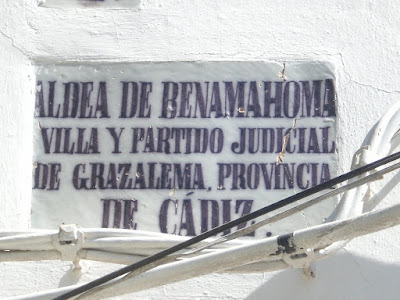 ALDEA DE BENAMAHOMA
VILLA Y PARTIDO JUDICIAL
DE GRAZALEMA, PROVINCIA
DE CÁDIZ.